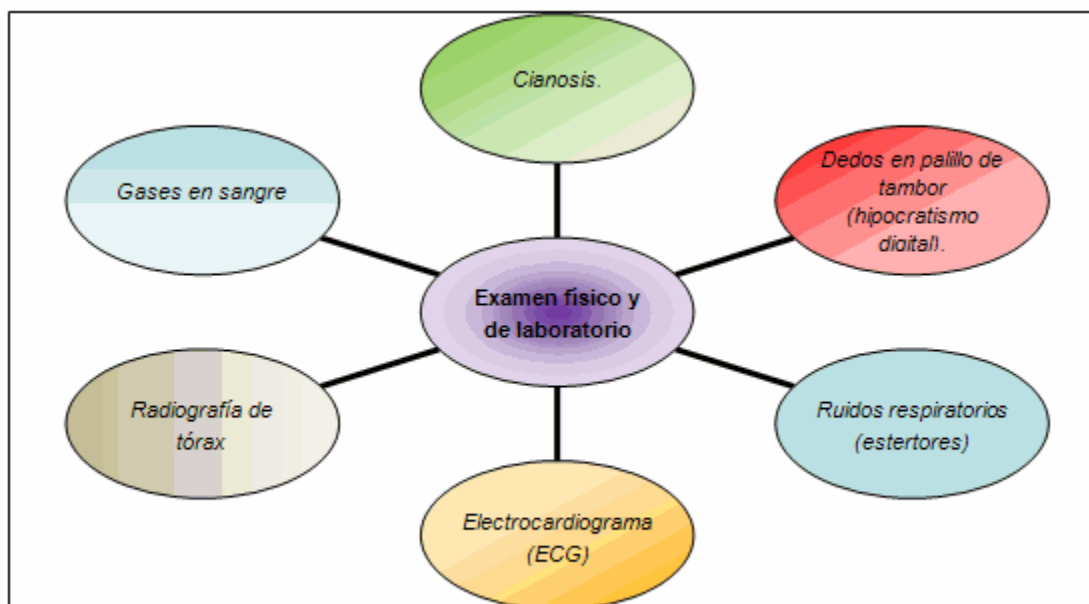 Cianosis.
Gases en sangre
Dedos en palillo de
tambor
(hipocratismo
digital).
Examen físico y
de laboratorio
Radiografía de
tórax
Ruidos respiratorios
(estertores)
Electrocardiograma
(ECG)